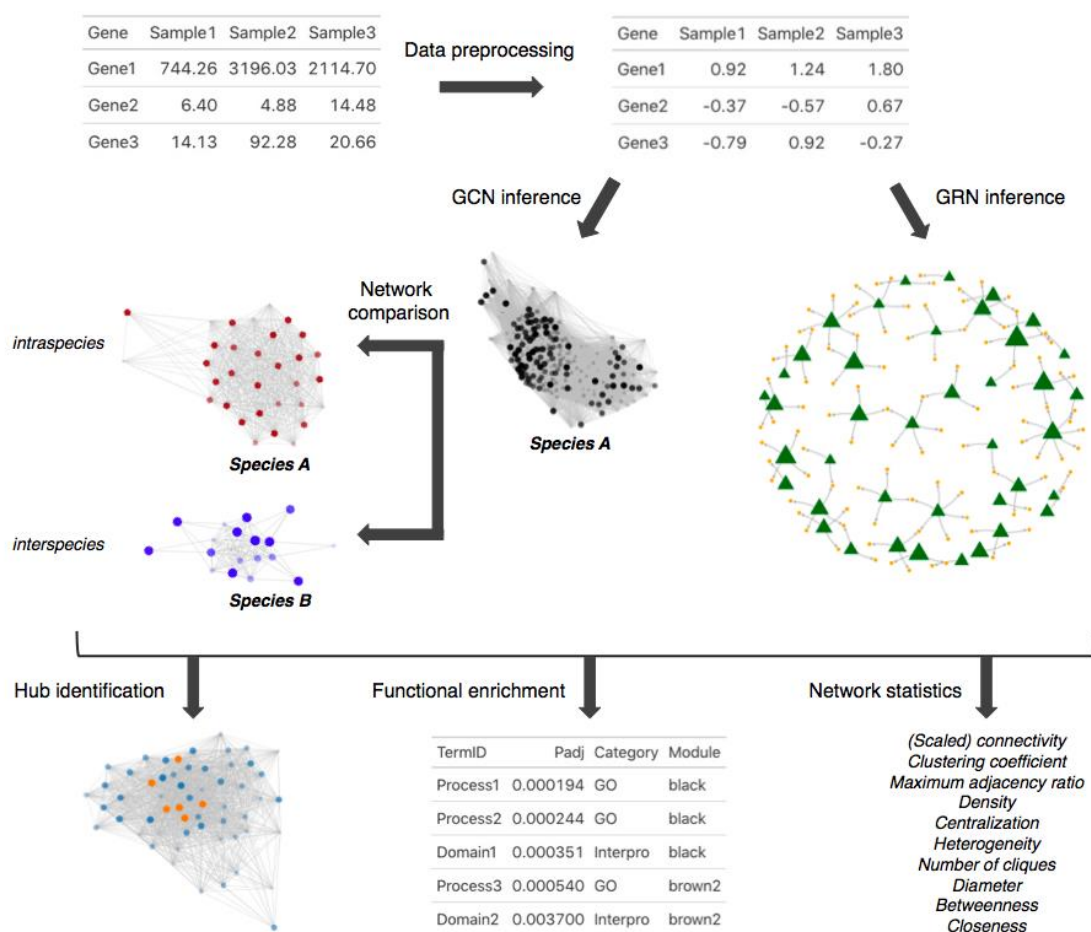 Gene Sample1 Sample2 Sample3
Gene1 744.26 3196.03 2114.70
Gene2 6.40 4.88 14.48
Gene3 14.13 92.28 20.66
Data preprocessing
Gene Sample1 Sample2 Sample3
Gene1 0.92 1.24 1.80
Gene2 -0.37 -0.57 0.67
Gene3 -0.79 0.92 -0.27
GCN inference
GRN inference
Network
comparison
intraspecies
Species A
Species A
interspecies
Species B
Hub identification
Functional enrichment
TermID Padj Category Module
Process1 0.000194 GO black
Process2 0.000244 GO black
Domain1 0.000351 Interpro black
Process3 0.000540 GO brown2
Domain2 0.003700 Interpro brown2
Network statistics
(Scaled) connectivity
Clustering coefficient
Maximum adjacency ratio
Density
Centralization
Heterogeneity
Number of cliques
Diameter
Betweenness
Closeness